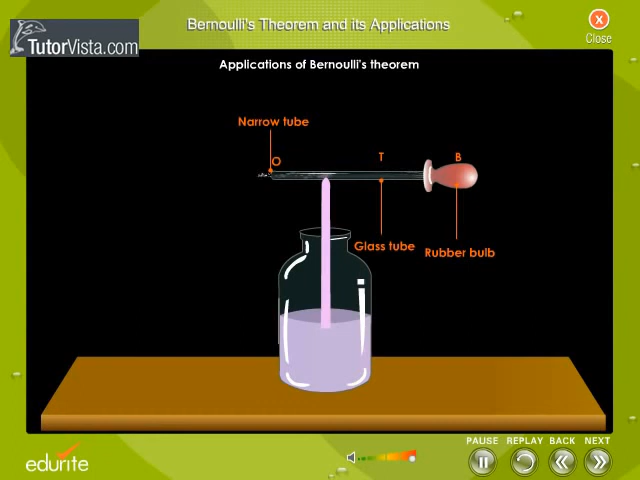 Bernoulli's Theorem and its Applications
X
Close
TutorVista.com
Applications of Bernoulli's theorem
Narrow tube
O
T
B
Glass tube
Rubber bulb
PAUSE REPLAY BACK NEXT
edurite